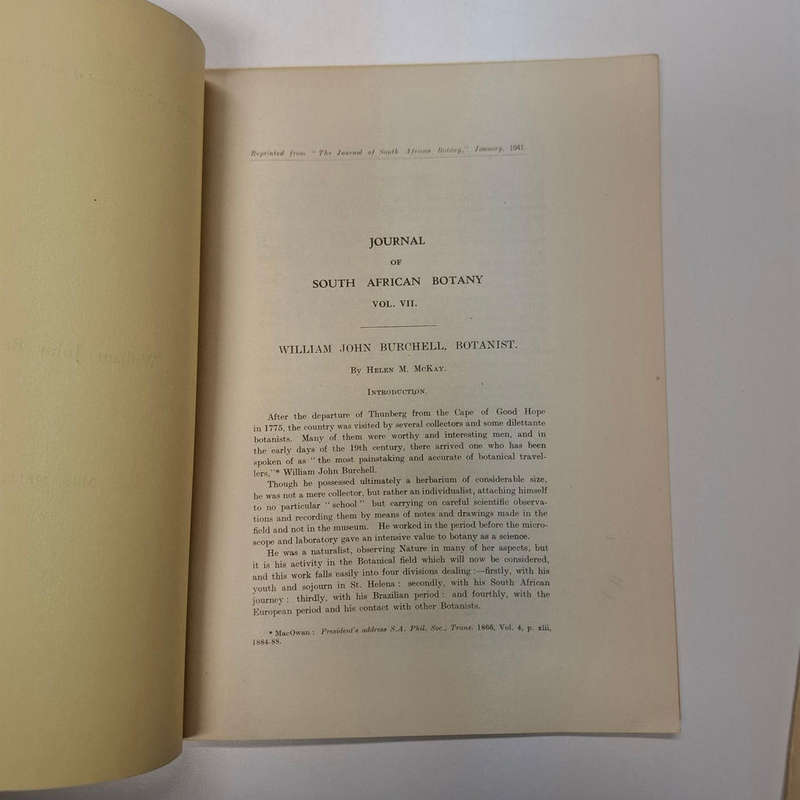 Reprinted from "The Journal of South African Botany," January, 1941.
JOURNAL
OF
SOUTH AFRICAN BOTANY
VOL. VII.
WILLIAM JOHN BURCHELL, BOTANIST.
By Helen M. McKay.
Introduction.
After the departure of Thunberg from the Cape of Good Hope
in 1775, the country was visited by several collectors and some dilettante
botanists. Many of them were worthy and interesting men, and in
the early days of the 19th century, there arrived one who has been
spoken of as "the most painstaking and accurate of botanical travel-
lers,"* William John Burchell.
Though he possessed ultimately a herbarium of considerable size,
he was not a mere collector, but rather an individualist, attaching himself
to no particular "school" but carrying on careful scientific observa-
tions and recording them by means of notes and drawings made in the
field and not in the museum. He worked in the period before the micro-
scope and laboratory gave an intensive value to botany as a science.
He was a naturalist, observing Nature in many of her aspects, but
it is his activity in the Botanical field which will now be considered,
and this work falls easily into four divisions dealing:—firstly, with his
youth and sojourn in St. Helena: secondly, with his South African
journey: thirdly, with his Brazilian period: and fourthly, with the
European period and his contact with other Botanists.
* MacOwan: President's address S.A. Phil. Soc., Trans. 1866, Vol. 4, p. xiii,
1884-88.